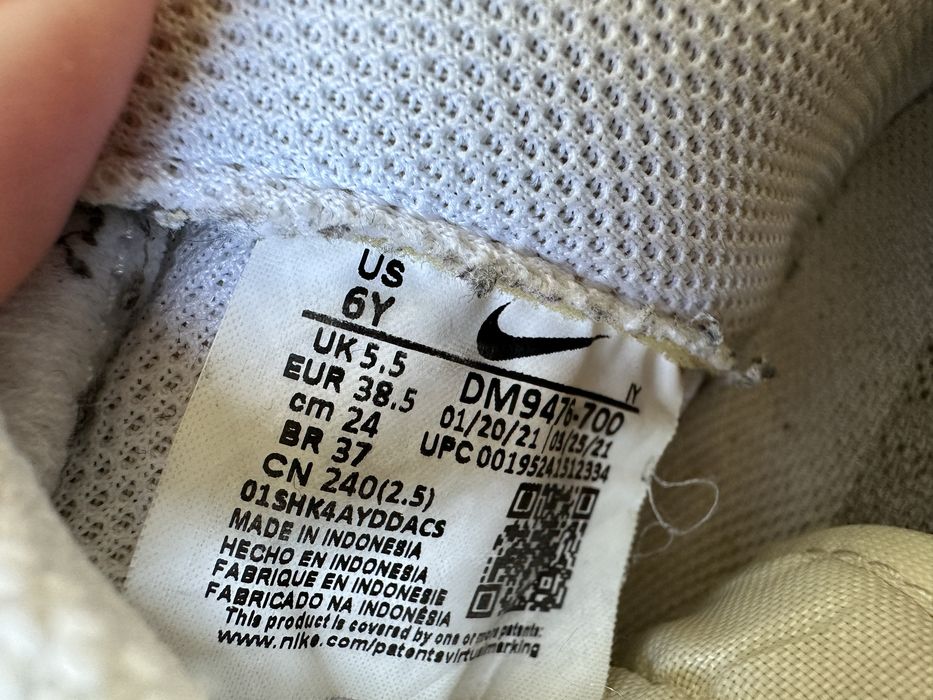 US
6Y
UK 5.5
EUR 38.5
cm 24
BR 37
CN 240(2.5)
01SHK4AYDDACS
IY
DM9476-700
01/20/21 03/25/21
UPC 00195241512334
MADE IN INDONESIA
HECHO EN INDONESIA
FABRIQUE EN INDONESIE
FABRICADO NA INDONÉSIA
This product is covered by one or more patents:
www.nike.com/patentsvirtualmarking